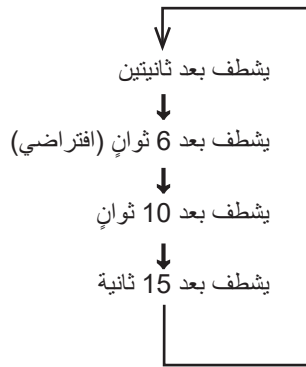 يشطف بعد ثانيتين
يشطف بعد 6 ثوانٍ (افتراضي)
يشطف بعد 10 ثوانٍ
يشطف بعد 15 ثانية